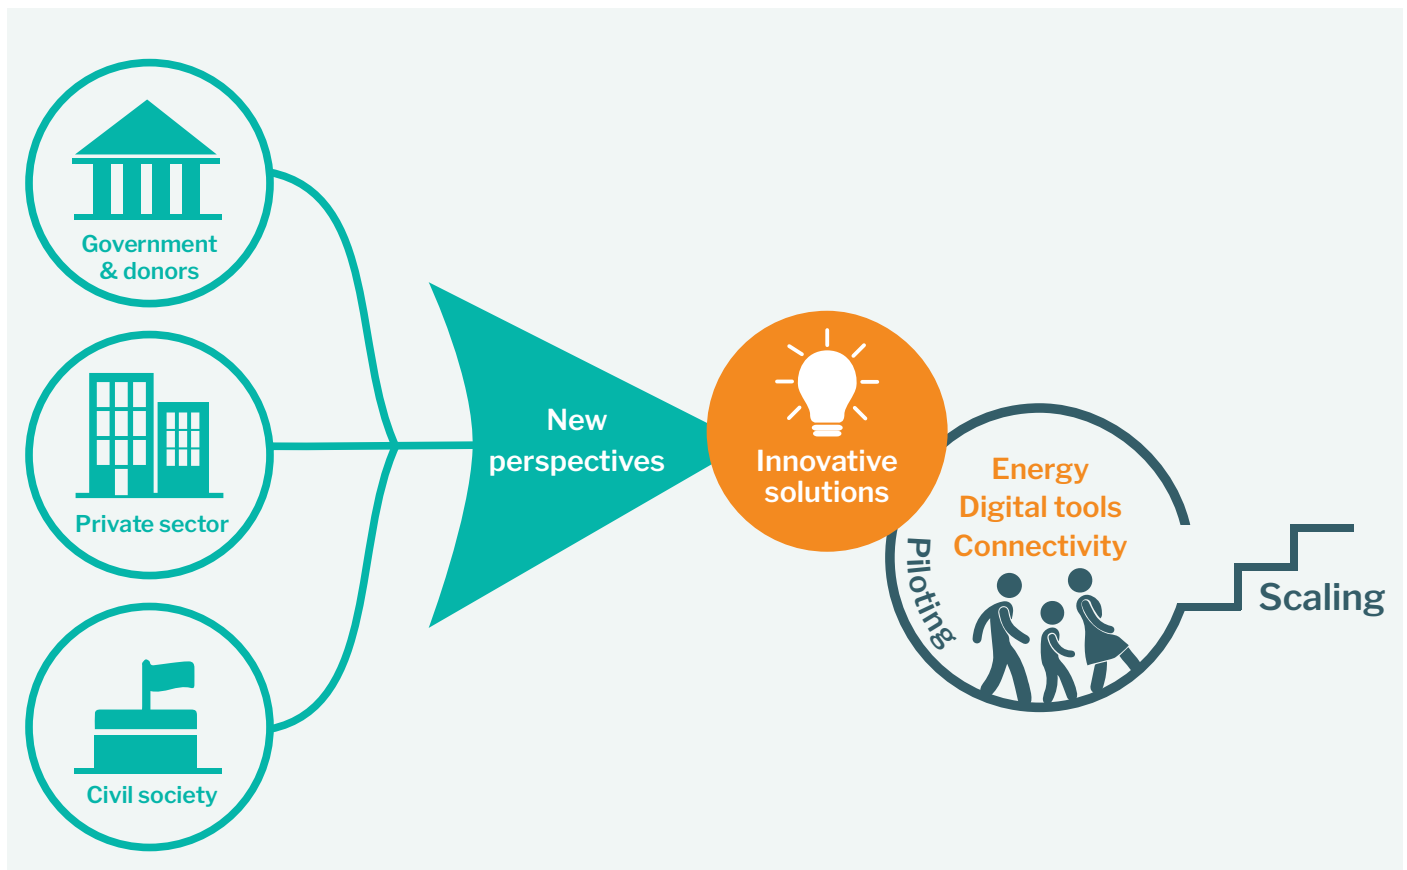 Government
& donors
Private sector
Civil society
New
perspectives
Innovative
solutions
Energy
Digital tools
Connectivity
Piloting
Scaling